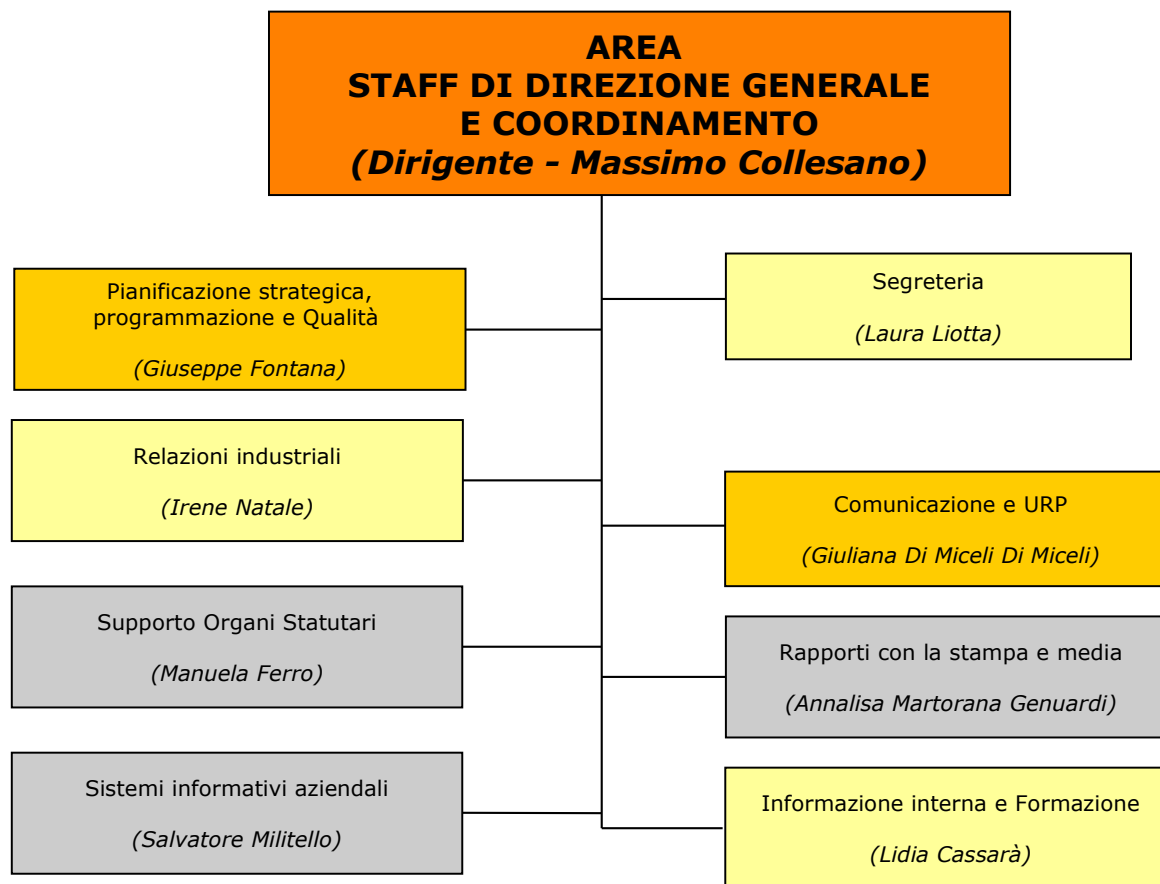 AREA
STAFF DI DIREZIONE GENERALE
E COORDINAMENTO
(Dirigente - Massimo Collesano)
Pianificazione strategica,
programmazione e Qualità
(Giuseppe Fontana)
Segreteria
(Laura Liotta)
Relazioni industriali
(Irene Natale)
Comunicazione e URP
(Giuliana Di Miceli Di Miceli)
Supporto Organi Statutari
(Manuela Ferro)
Rapporti con la stampa e media
(Annalisa Martorana Genuardi)
Sistemi informativi aziendali
(Salvatore Militello)
Informazione interna e Formazione
(Lidia Cassarà)